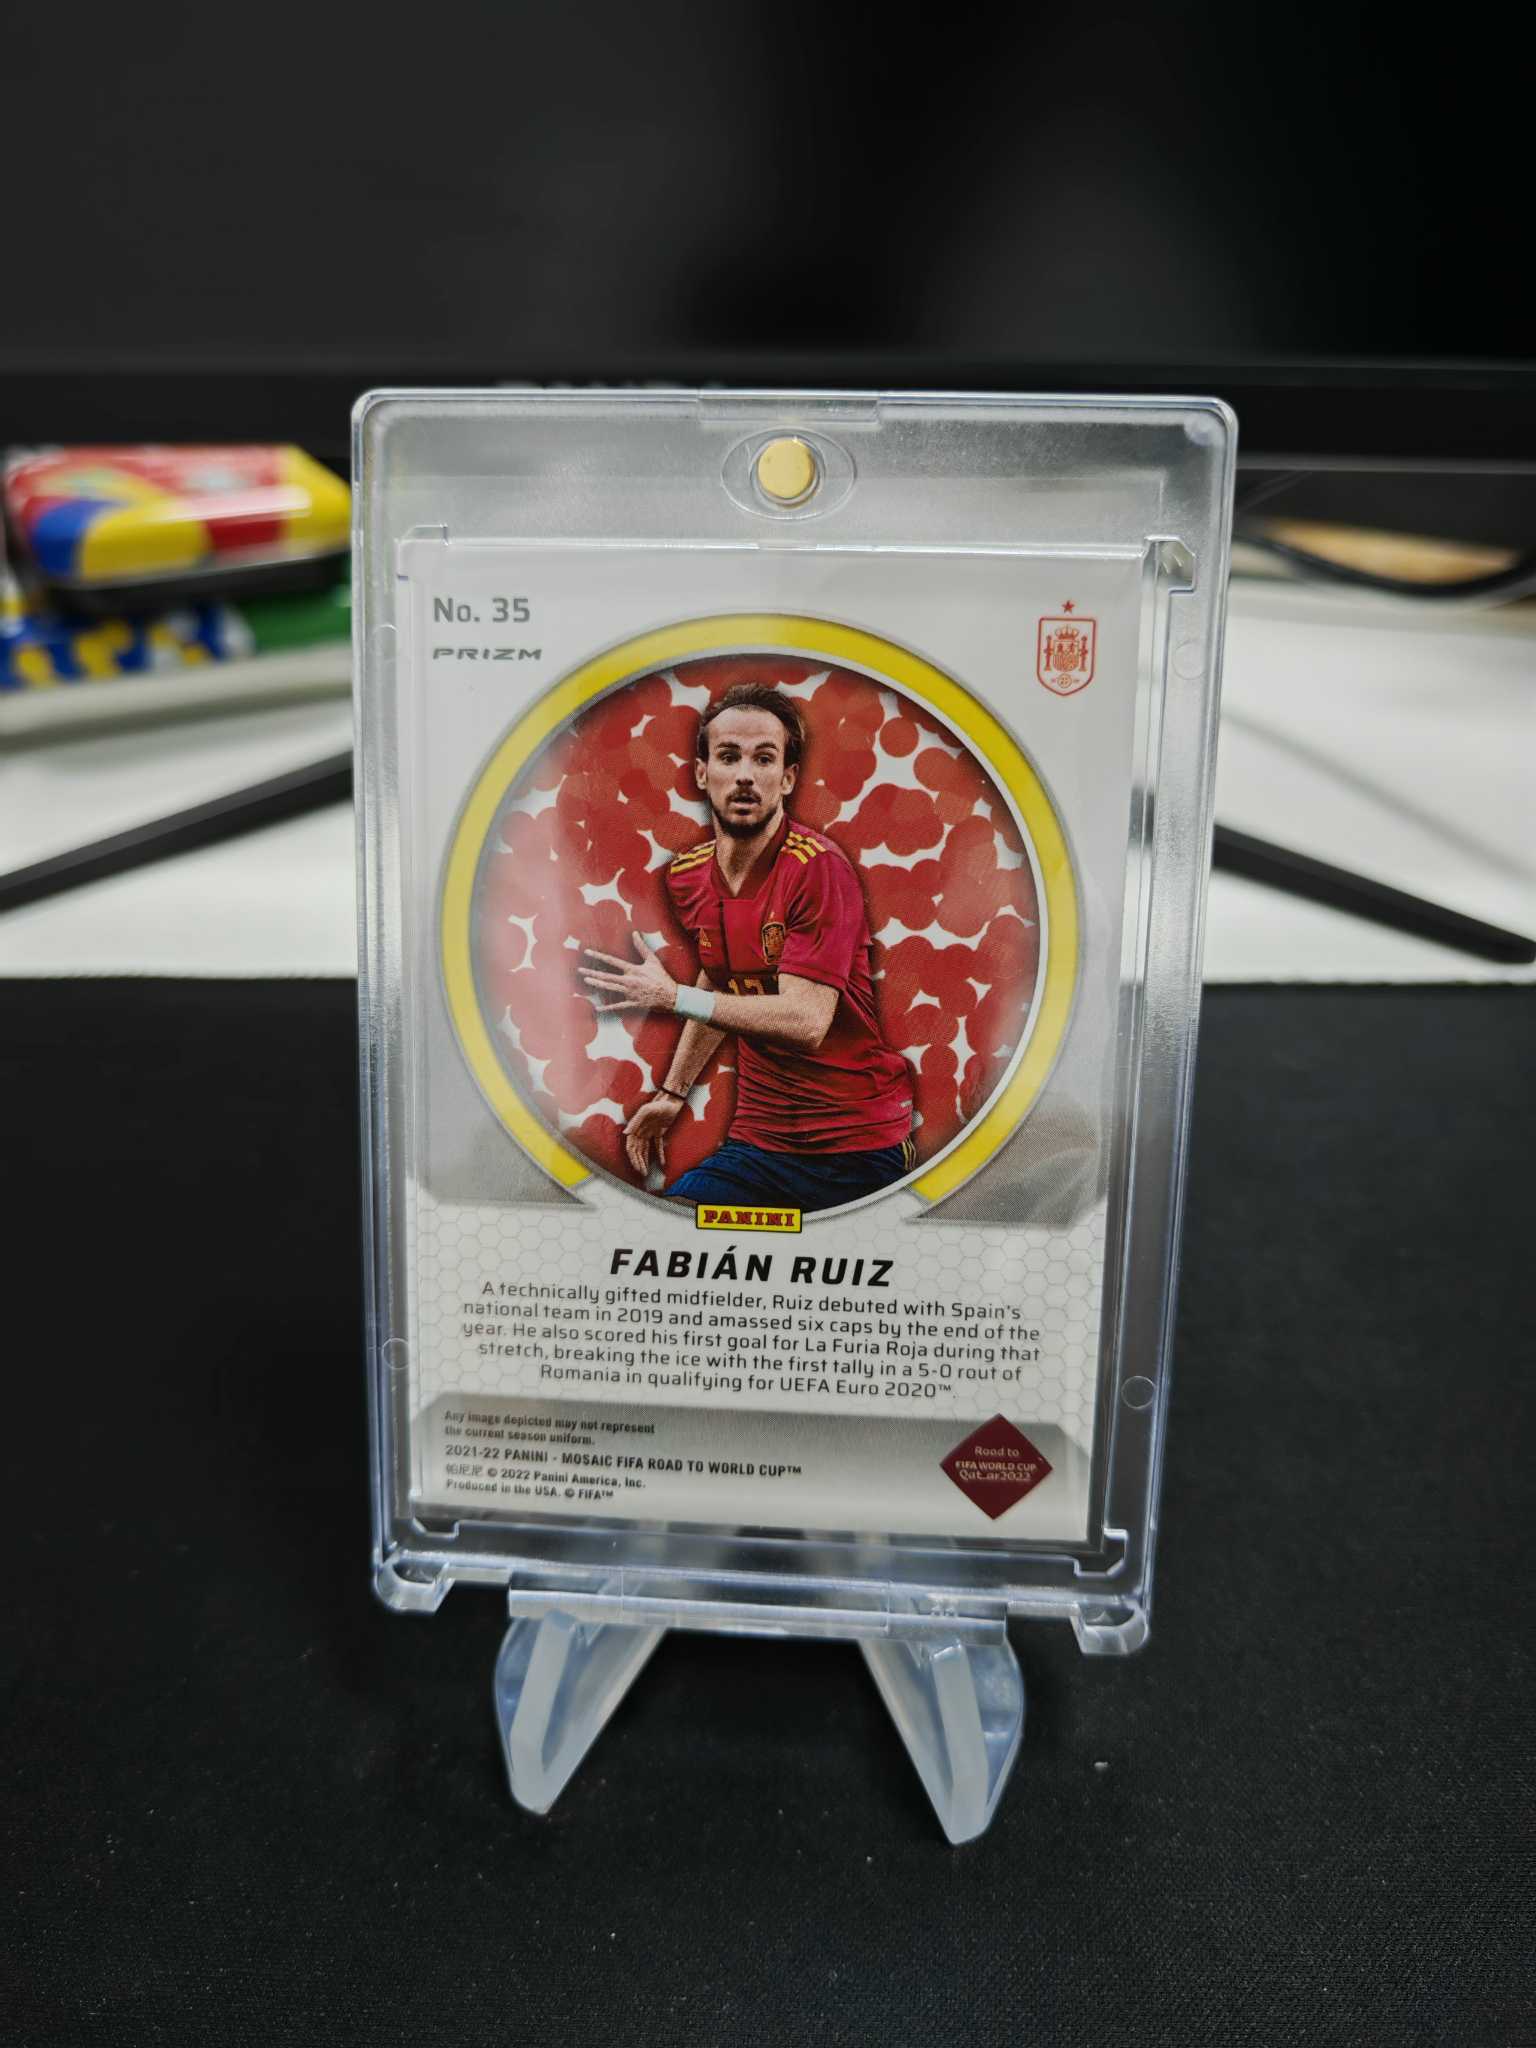 No. 35
PRIZM
PANINI
FABIÁN RUIZ
A technically gifted midfielder, Ruiz debuted with Spain's
national team in 2019 and amassed six caps by the end of the
year. He also scored his first goal for La Furia Roja during that
stretch, breaking the ice with the first tally in a 5-0 rout of
Romania in qualifying for UEFA Euro 2020™.
Any image depicted may not represent
the current season uniform.
2021-22 PANINI - MOSAIC FIFA ROAD TO WORLD CUP™
帕尼尼 © 2022 Panini America, Inc.
Produced in the USA. © FIFA™
Road to
FIFA WORLD CUP
Qatar2022